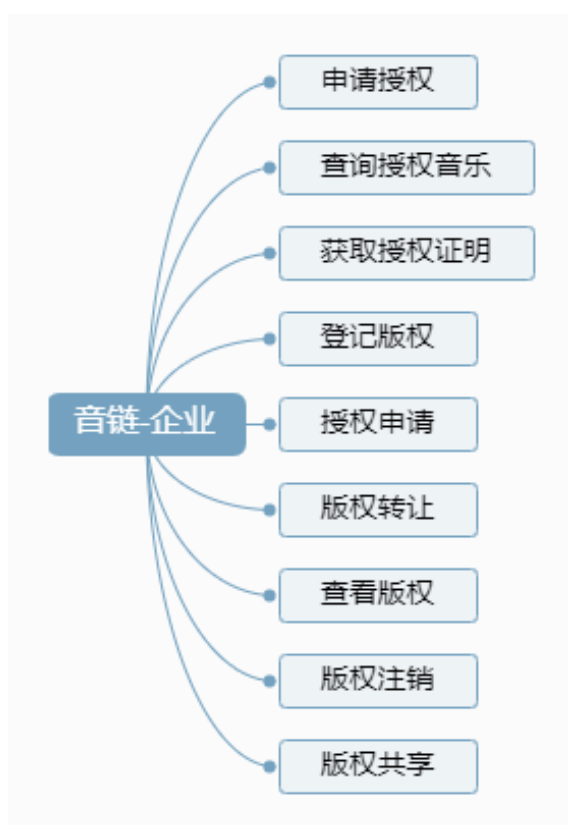 申请授权
查询授权音乐
获取授权证明
登记版权
音链-企业
授权申请
版权转让
查看版权
版权注销
版权共享